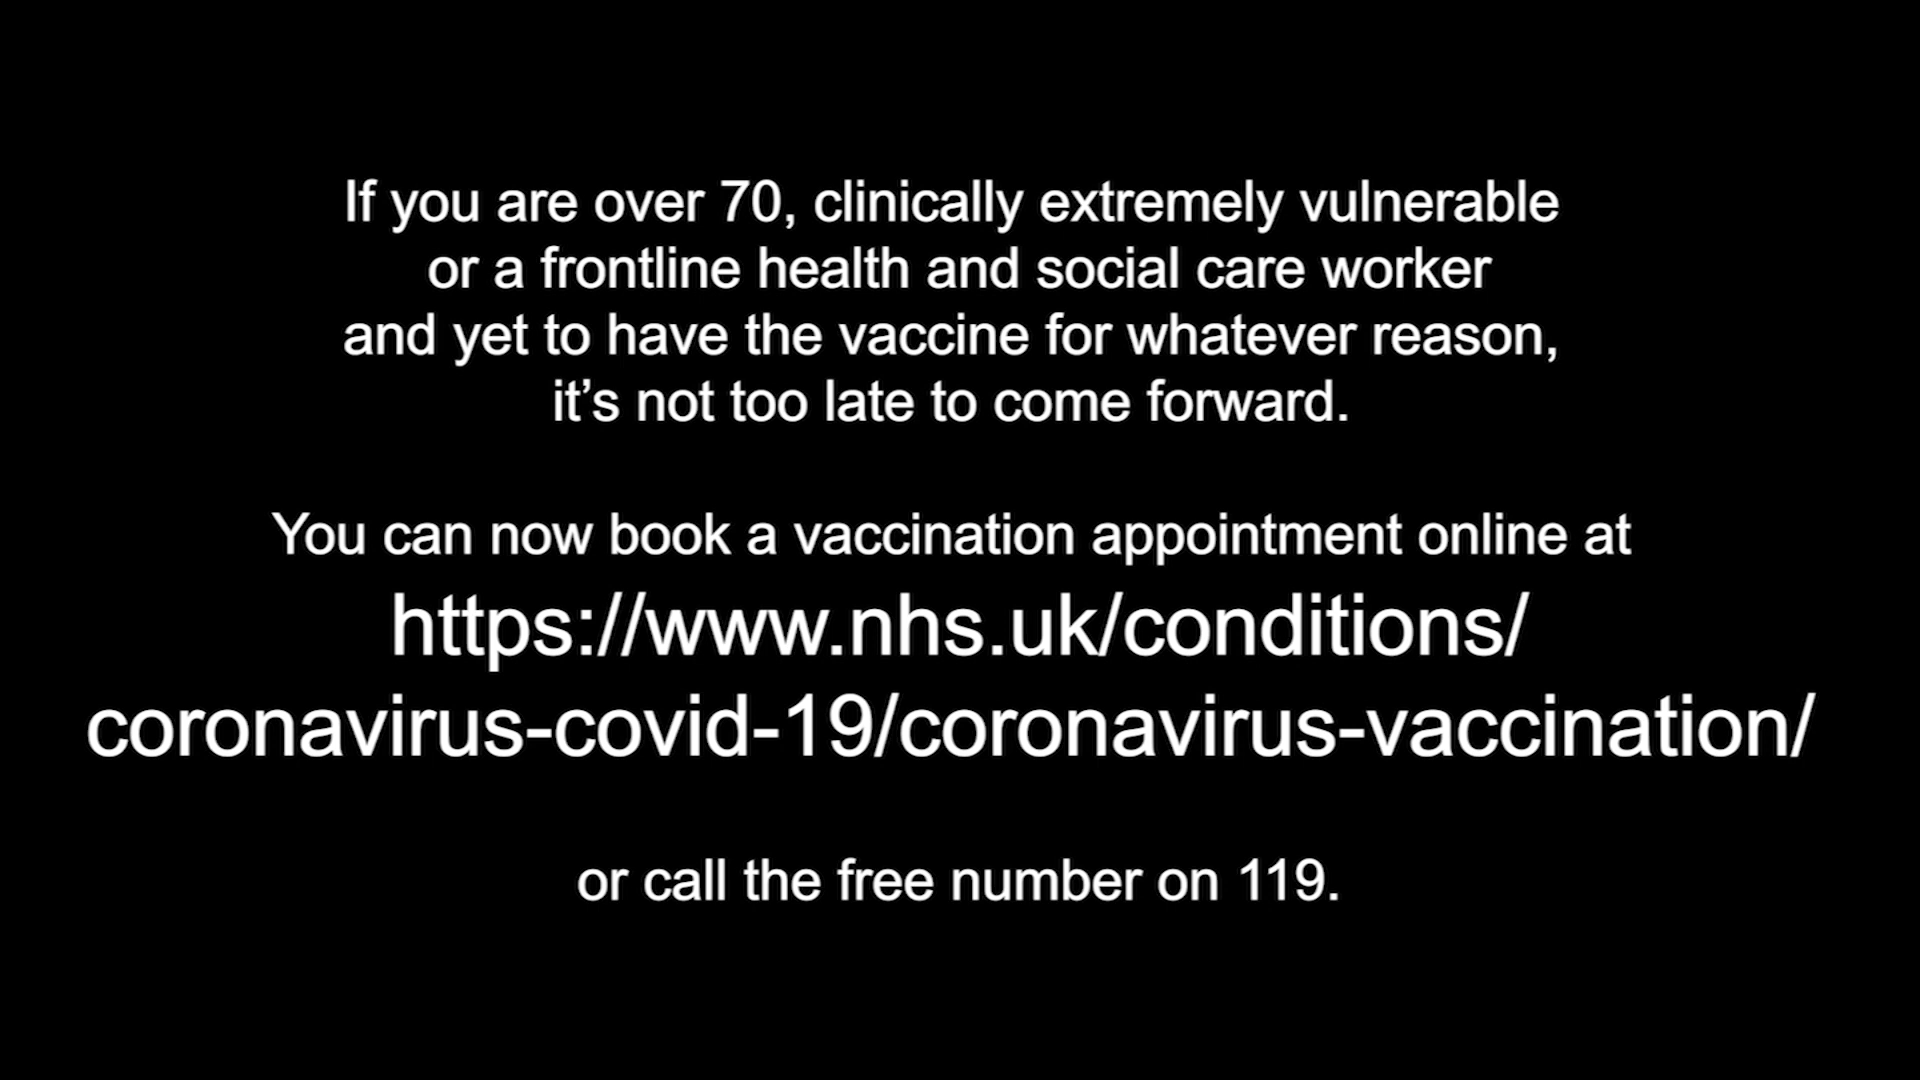 If you are over 70, clinically extremely vulnerable
or a frontline health and social care worker
and yet to have the vaccine for whatever reason,
it’s not too late to come forward.
You can now book a vaccination appointment online at
https://www.nhs.uk/conditions/
coronavirus-covid-19/coronavirus-vaccination/
or call the free number on 119.